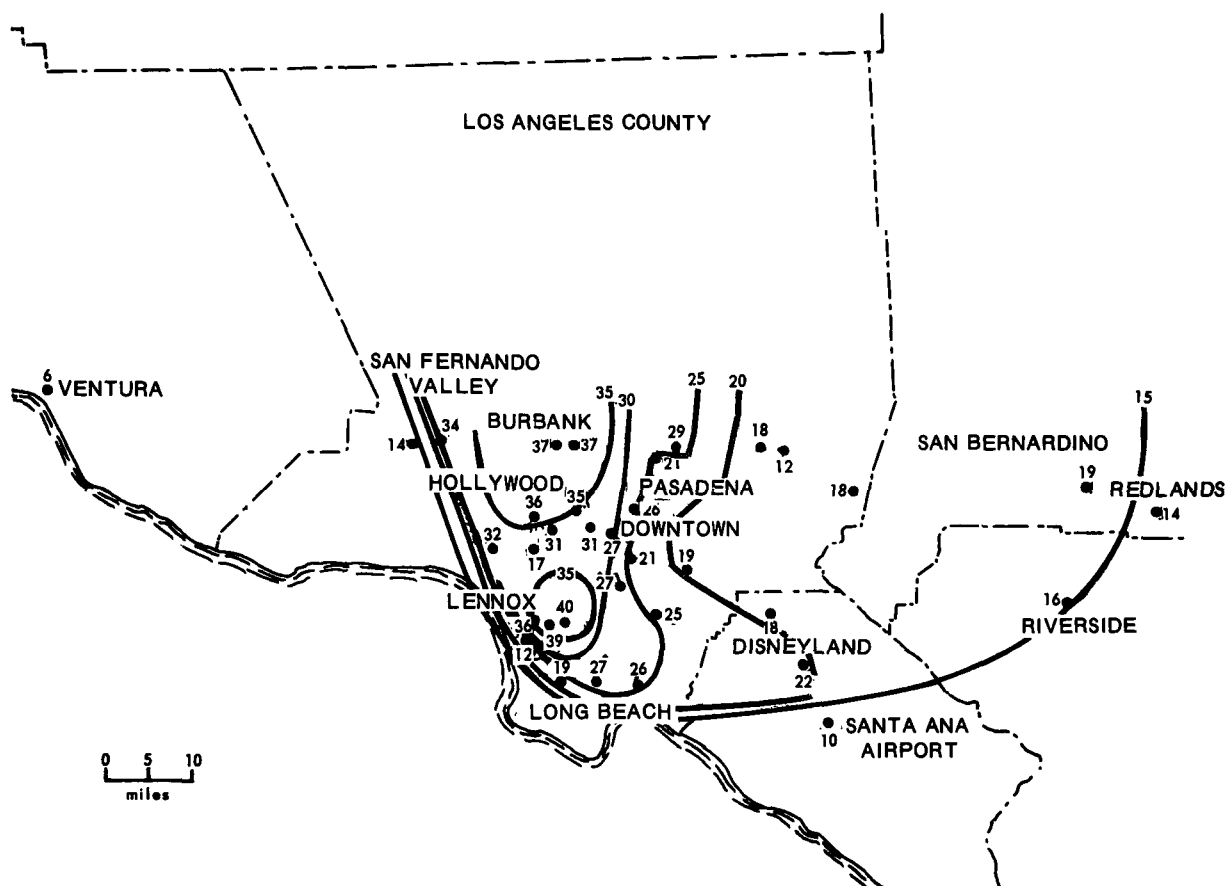 LOS ANGELES COUNTY
SAN FERNANDO
VALLEY
6
VENTURA
35
30
25
20
15
BURBANK
14
34
37
37
29
21
18
12
SAN BERNARDINO
HOLLYWOOD
PASADENA
18
19
REDLANDS
14
36
35
26
DOWNTOWN
32
31
31
27
17
21
19
35
27
LENNOX
40
36
39
25
18
16
RIVERSIDE
12
DISNEYLAND
19
27
26
22
LONG BEACH
10
SANTA ANA
AIRPORT
0 5 10
miles